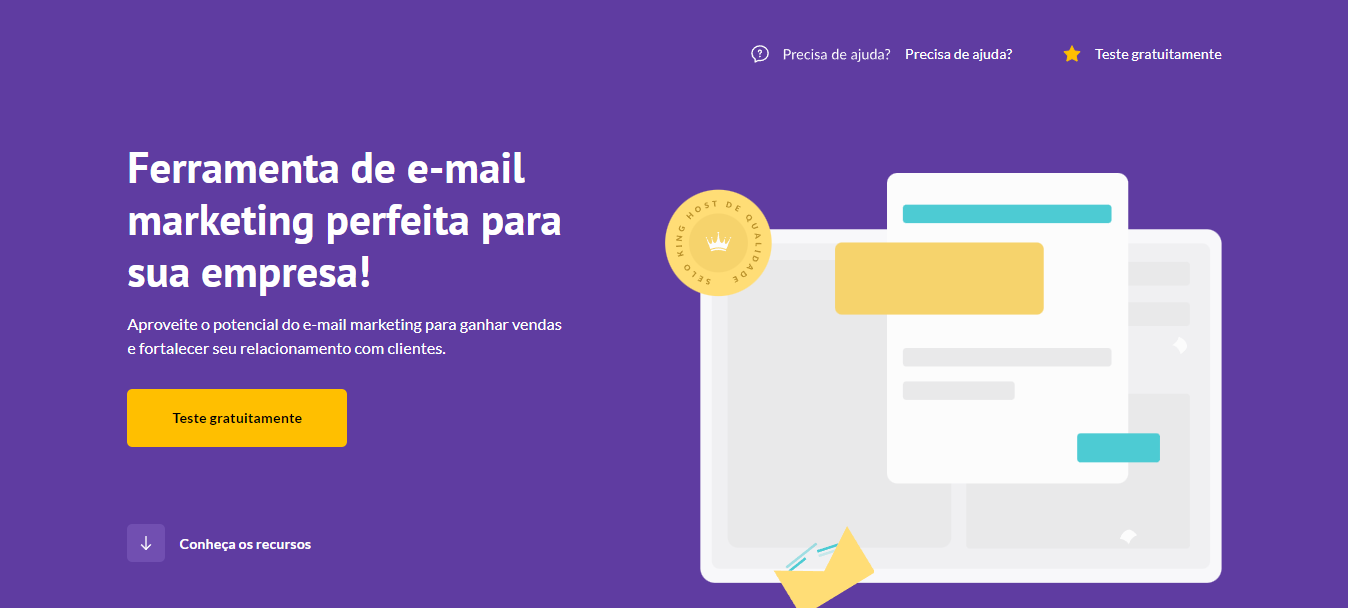 Precisa de ajuda? Precisa de ajuda? Teste gratuitamente
Ferramenta de e-mail
marketing perfeita para
sua empresa!
Aproveite o potencial do e-mail marketing para ganhar vendas
e fortalecer seu relacionamento com clientes.
Teste gratuitamente
Conheça os recursos
SELO KING HOST DE QUALIDADE